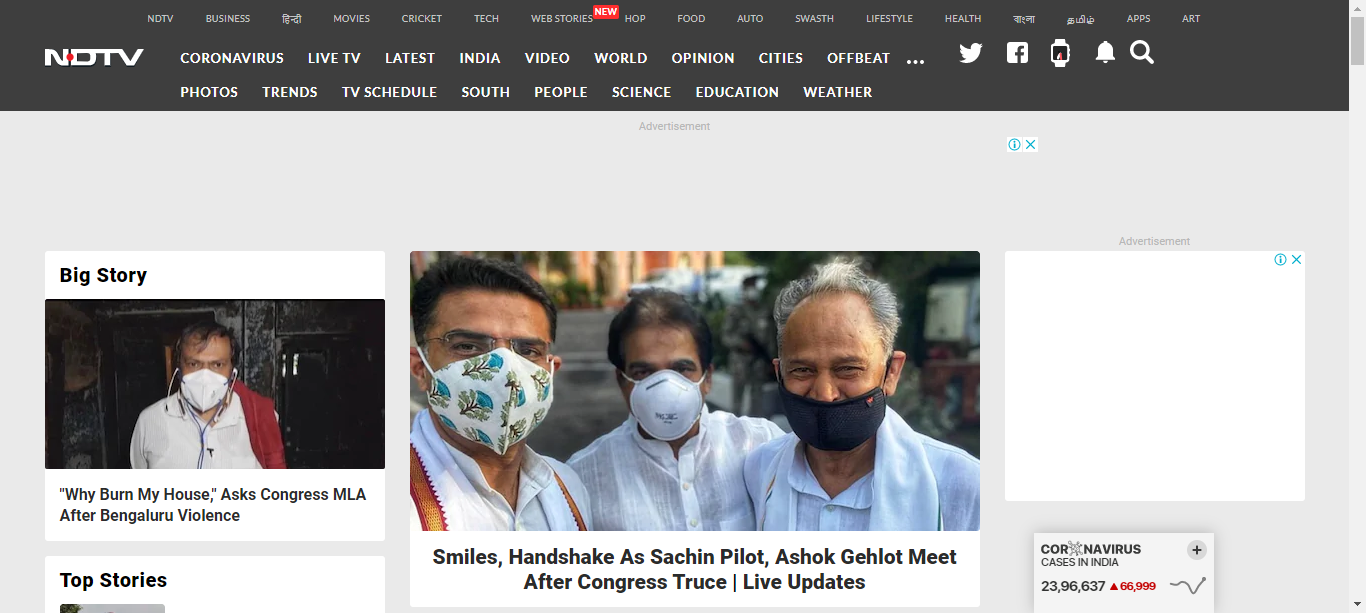 NDTV BUSINESS हिन्दी MOVIES CRICKET TECH WEB STORIES NEW HOP FOOD AUTO SWASTH LIFESTYLE HEALTH বাংলা தமிழ் APPS ART
NDTV
CORONAVIRUS LIVE TV LATEST INDIA VIDEO WORLD OPINION CITIES OFFBEAT ...
PHOTOS TRENDS TV SCHEDULE SOUTH PEOPLE SCIENCE EDUCATION WEATHER
Advertisement
Advertisement
Big Story
"Why Burn My House," Asks Congress MLA
After Bengaluru Violence
Top Stories
Smiles, Handshake As Sachin Pilot, Ashok Gehlot Meet
After Congress Truce | Live Updates
CORONAVIRUS
CASES IN INDIA
23,96,637 ▲66,999